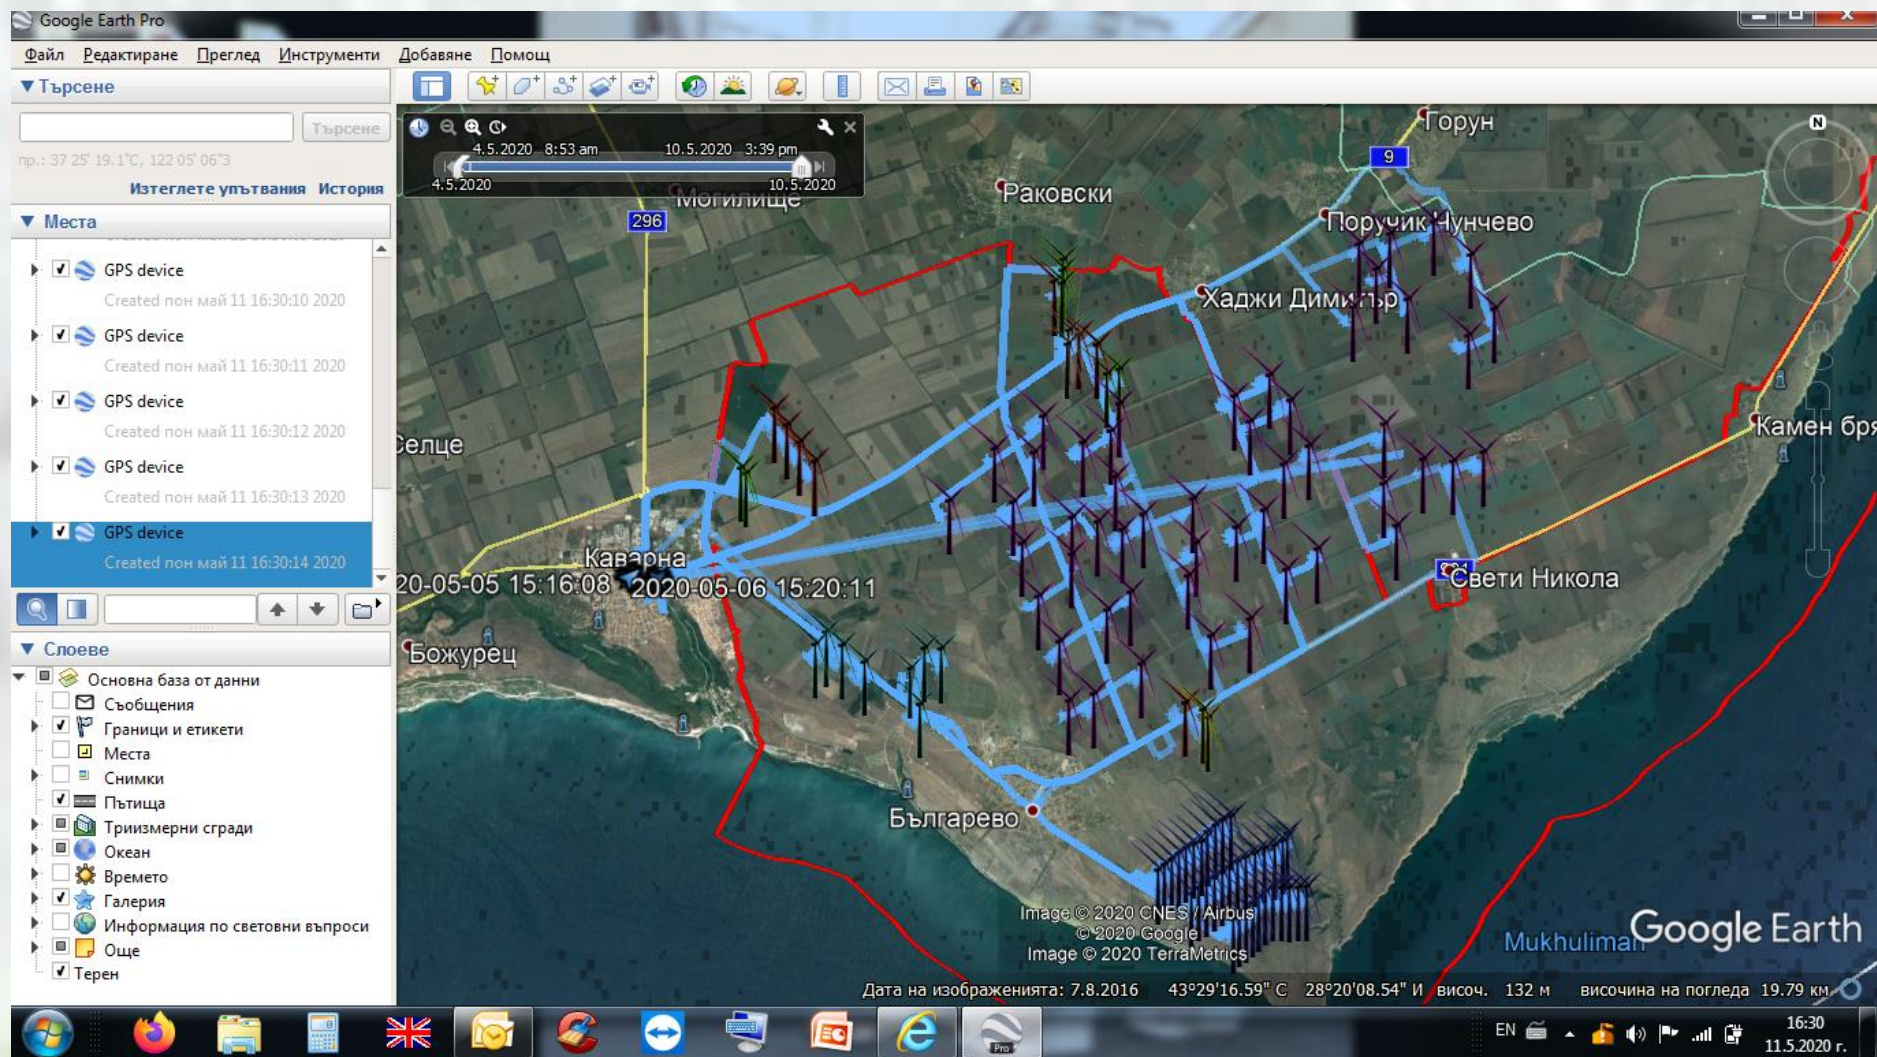 Google Earth Pro
Файл Редактиране Преглед Инструменти Добавяне Помощ
Търсене
Търсене
пр.: 37 25' 19.1"С, 122 05' 06"З
Изтеглете упътвания История
Места
GPS device
Created пон май 11 16:30:10 2020
GPS device
Created пон май 11 16:30:11 2020
GPS device
Created пон май 11 16:30:12 2020
GPS device
Created пон май 11 16:30:13 2020
GPS device
Created пон май 11 16:30:14 2020
Слоеве
Основна база от данни
Съобщения
Граници и етикети
Места
Снимки
Пътища
Триизмерни сгради
Океан
Времето
Галерия
Информация по световни въпроси
Още
Терен
4.5.2020 8:53 am 10.5.2020 3:39 pm
4.5.2020 10.5.2020
N
Горун
9
Могилище
Раковски
296
Поручик Чунчево
Хаджи Димитър
Селце
Камен бря
Каварна
20-05-05 15:16:08 2020-05-06 15:20:11
Свети Никола
Божурец
Българево
Image © 2020 CNES / Airbus
© 2020 Google
Image © 2020 TerraMetrics
Mukhuliman
Google Earth
Дата на изображенията: 7.8.2016 43°29'16.59" С 28°20'08.54" И височ. 132 м височина на погледа 19.79 км
Pro
EN
16:30
11.5.2020 г.